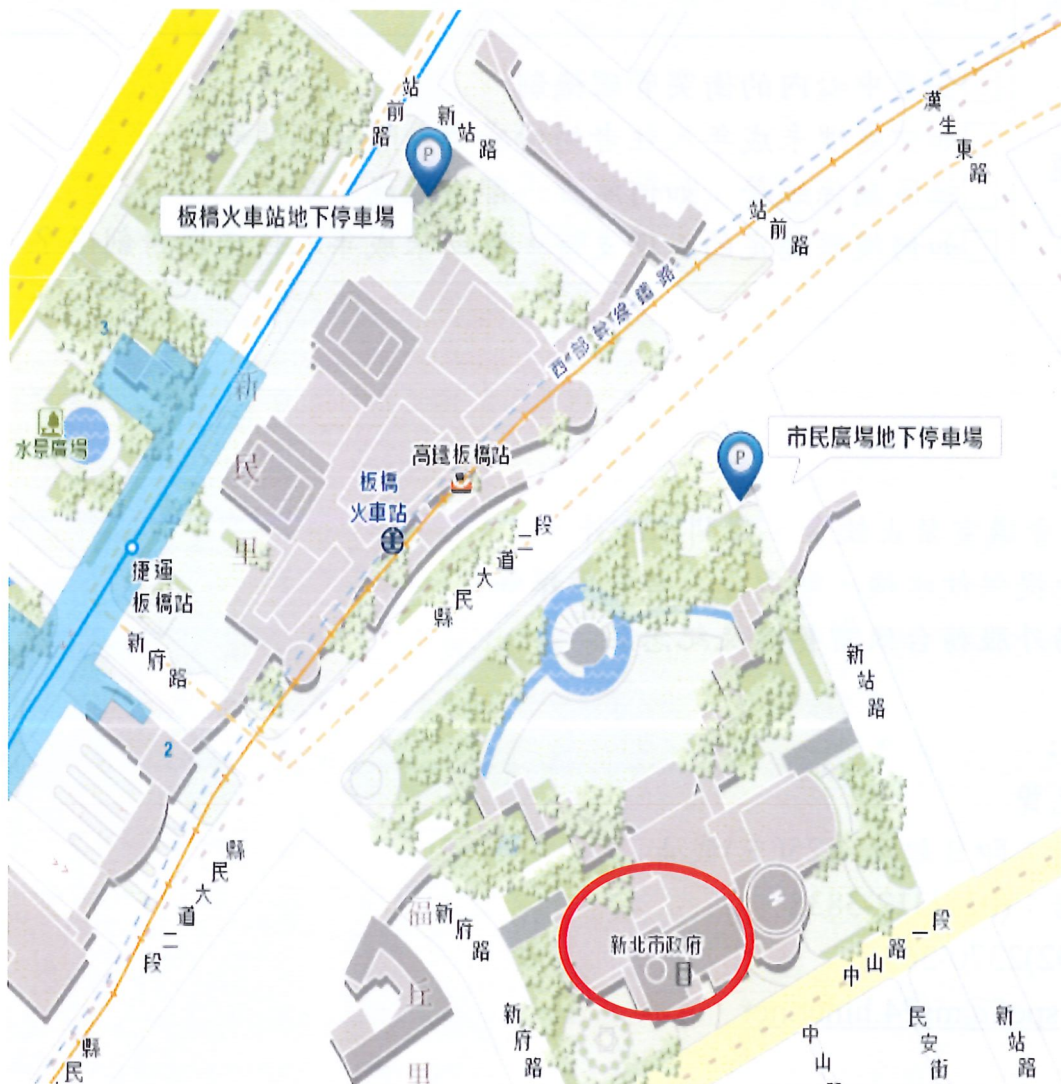 站前路
新站路
漢生東路
板橋火車站地下停車場
站前路
西部幹線鐵路
3
新民里
水景廣場
市民廣場地下停車場
高鐵板橋站
板橋
火車站
捷運
板橋站
縣民大道二段
新府路
新站路
2
縣民大道二段
福丘里
新府路
新北市政府
中山路一段
新府路
中山路
民安街
新站路
縣民
P
P
M